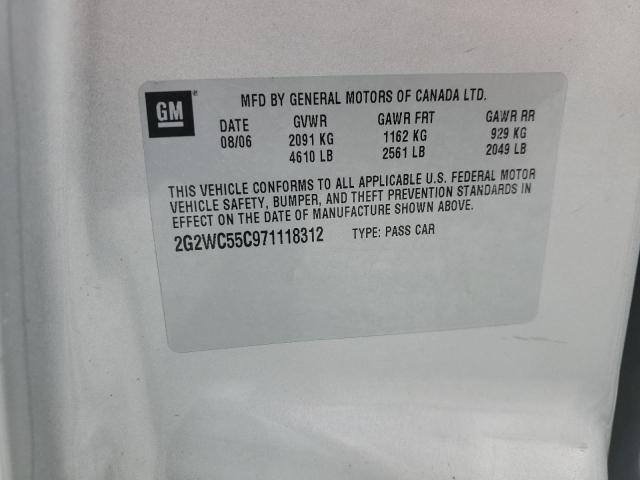 GM
MFD BY GENERAL MOTORS OF CANADA LTD.
DATE GVWR GAWR FRT GAWR RR
08/06 2091 KG 1162 KG 929 KG
4610 LB 2561 LB 2049 LB
THIS VEHICLE CONFORMS TO ALL APPLICABLE U.S. FEDERAL MOTOR
VEHICLE SAFETY, BUMPER, AND THEFT PREVENTION STANDARDS IN
EFFECT ON THE DATE OF MANUFACTURE SHOWN ABOVE.
2G2WC55C971118312 TYPE: PASS CAR